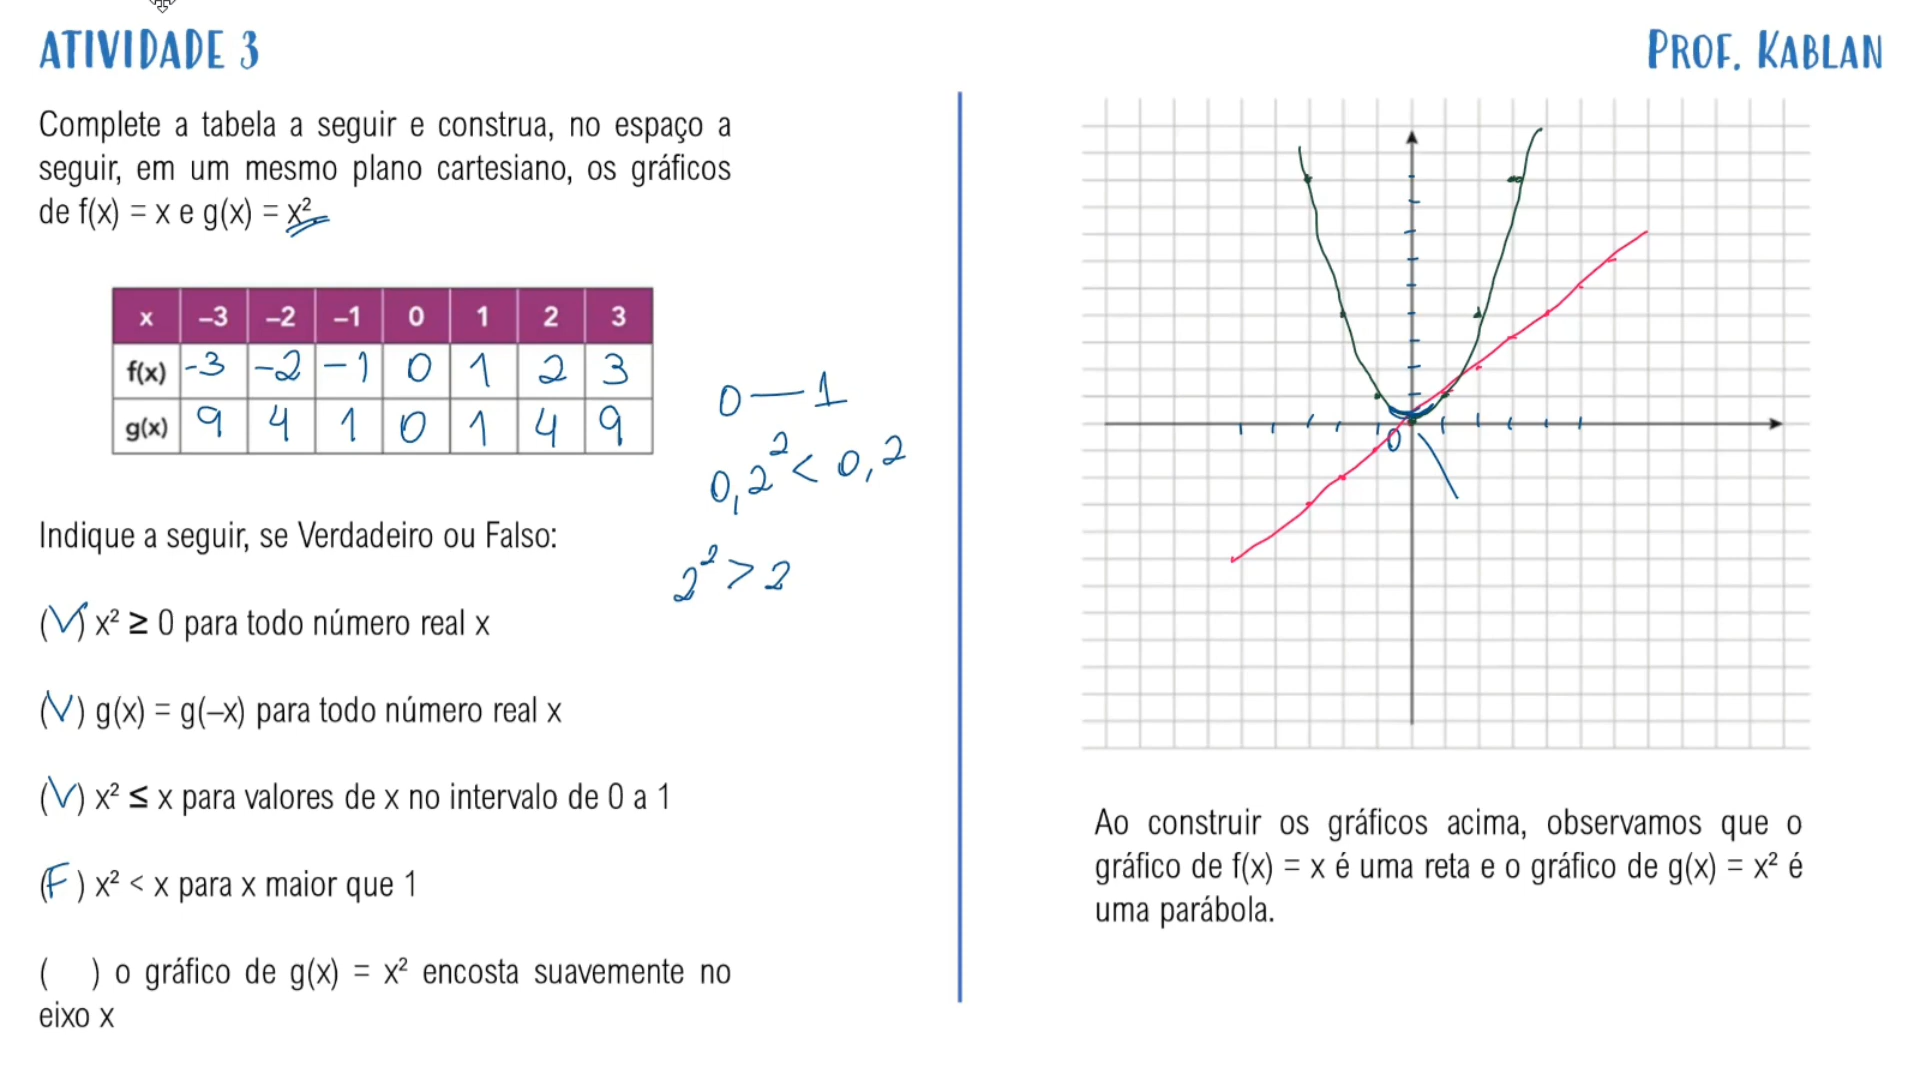 ATIVIDADE 3
PROF. KABLAN
Complete a tabela a seguir e construa, no espaço a
seguir, em um mesmo plano cartesiano, os gráficos
de f(x) = x e g(x) = x²
x –3 –2 –1 0 1 2 3
f(x) -3 -2 -1 0 1 2 3
g(x) 9 4 1 0 1 4 9
0 — 1
0,2² < 0,2
2² > 2
Indique a seguir, se Verdadeiro ou Falso:
(V) x² ≥ 0 para todo número real x
(V) g(x) = g(–x) para todo número real x
(V) x² ≤ x para valores de x no intervalo de 0 a 1
(F) x² < x para x maior que 1
( ) o gráfico de g(x) = x² encosta suavemente no
eixo x
0
Ao construir os gráficos acima, observamos que o
gráfico de f(x) = x é uma reta e o gráfico de g(x) = x² é
uma parábola.